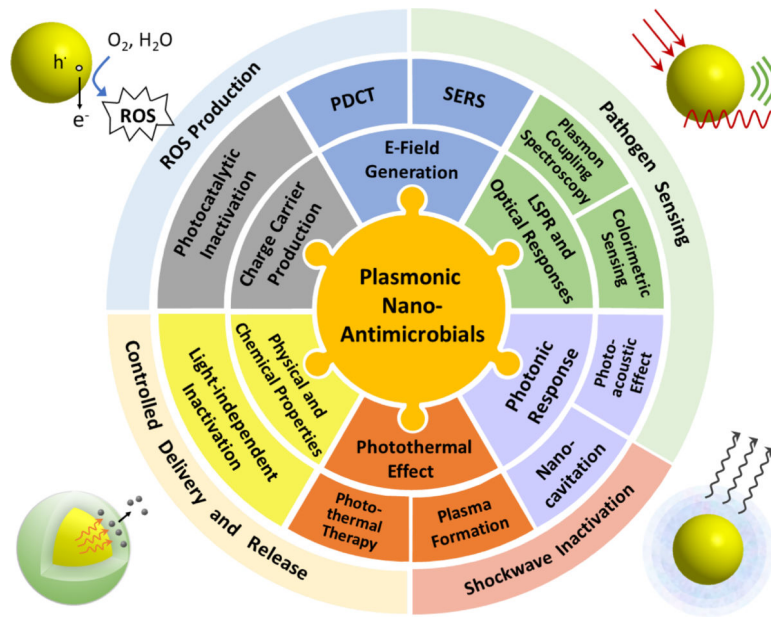 h·
e-
O₂, H₂O
ROS
ROS Production
Pathogen Sensing
Controlled Delivery and Release
Shockwave Inactivation
PDCT
SERS
E-Field
Generation
Plasmon
Coupling
Spectroscopy
Colorimetric
Sensing
LSPR and
Optical Responses
Photo-
acoustic
Effect
Nano-
cavitation
Photonic
Response
Plasma
Formation
Photo-
thermal
Therapy
Photothermal
Effect
Light-independent
Inactivation
Physical and
Chemical Properties
Photocatalytic
Inactivation
Charge Carrier
Production
Plasmonic
Nano-
Antimicrobials